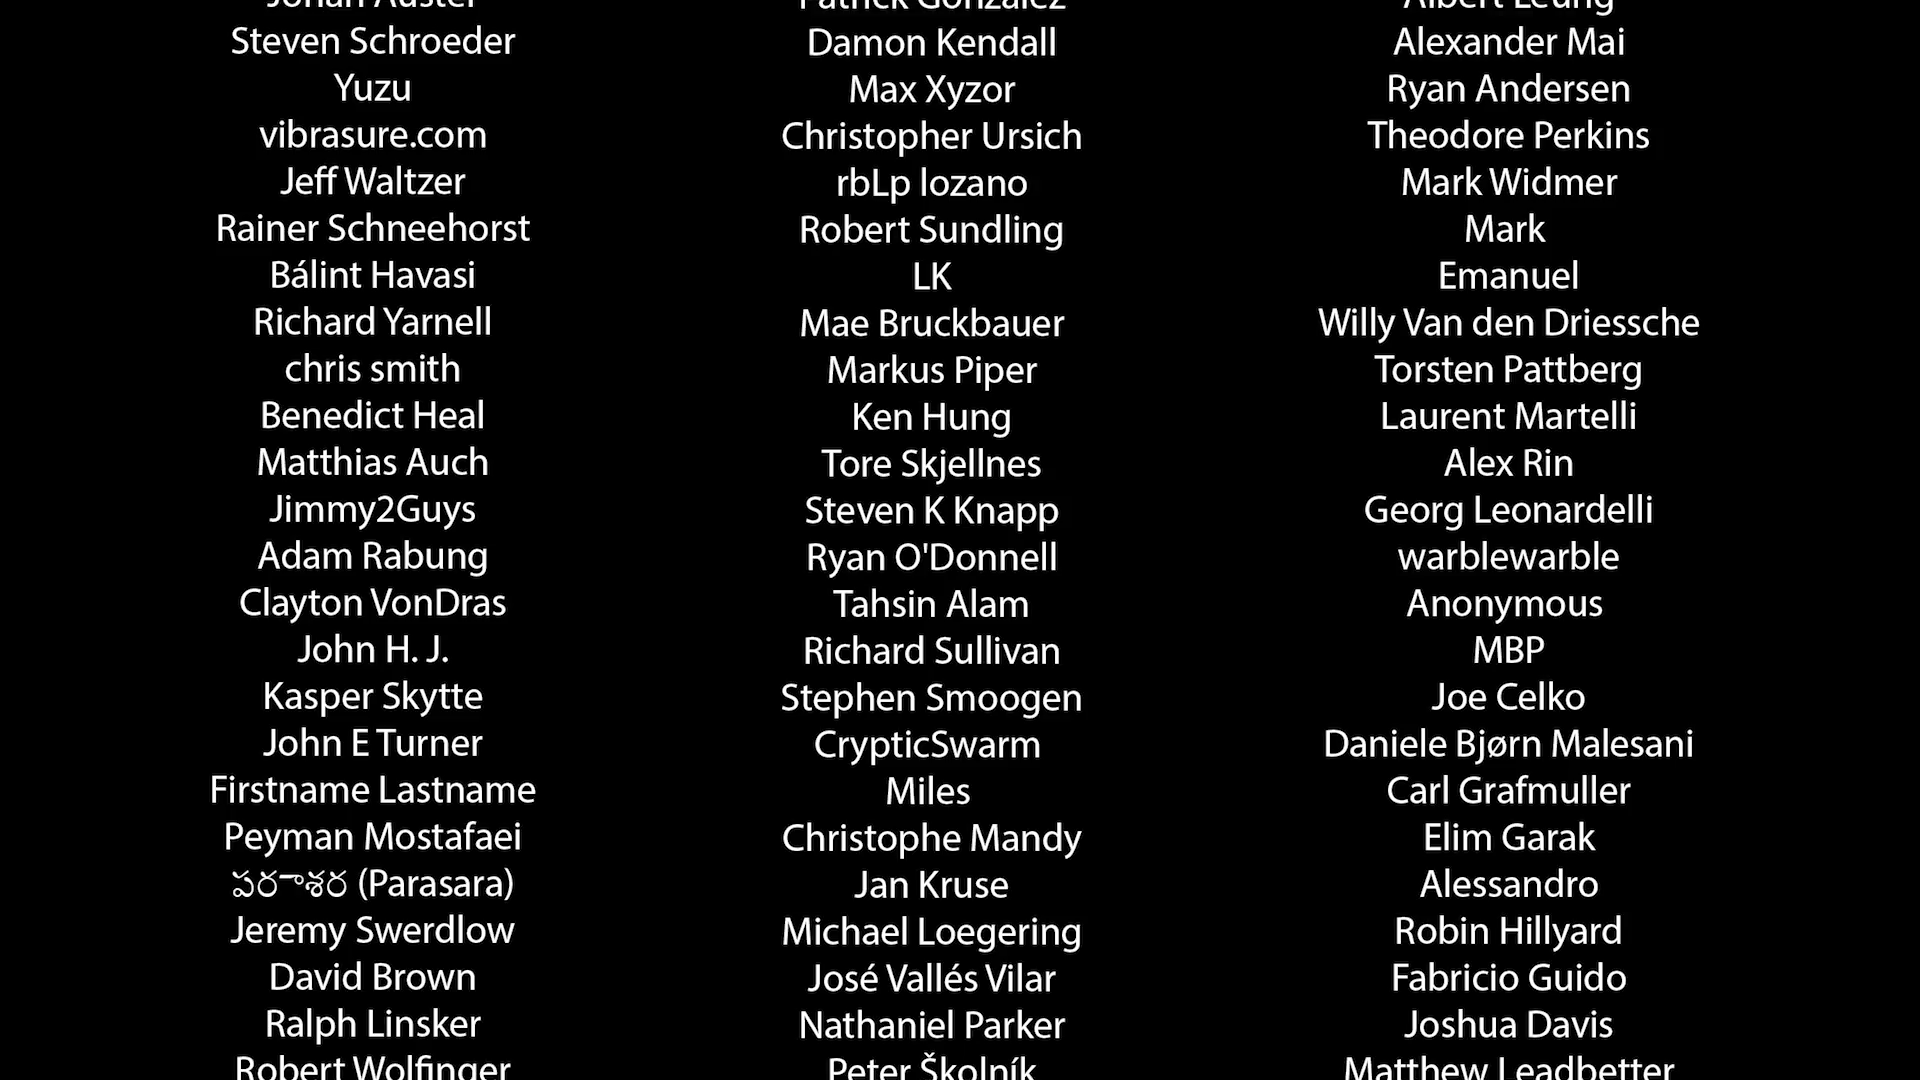 Johan Auster
Steven Schroeder
Yuzu
vibrasure.com
Jeff Waltzer
Rainer Schneehorst
Bálint Havasi
Richard Yarnell
chris smith
Benedict Heal
Matthias Auch
Jimmy2Guys
Adam Rabung
Clayton VonDras
John H. J.
Kasper Skytte
John E Turner
Firstname Lastname
Peyman Mostafaei
పరాశర (Parasara)
Jeremy Swerdlow
David Brown
Ralph Linsker
Robert Wolfinger
Patrick Gonzalez
Damon Kendall
Max Xyzor
Christopher Ursich
rbLp lozano
Robert Sundling
LK
Mae Bruckbauer
Markus Piper
Ken Hung
Tore Skjellnes
Steven K Knapp
Ryan O'Donnell
Tahsin Alam
Richard Sullivan
Stephen Smoogen
CrypticSwarm
Miles
Christophe Mandy
Jan Kruse
Michael Loegering
José Vallés Vilar
Nathaniel Parker
Peter Školník
Albert Leung
Alexander Mai
Ryan Andersen
Theodore Perkins
Mark Widmer
Mark
Emanuel
Willy Van den Driessche
Torsten Pattberg
Laurent Martelli
Alex Rin
Georg Leonardelli
warblewarble
Anonymous
MBP
Joe Celko
Daniele Bjørn Malesani
Carl Grafmuller
Elim Garak
Alessandro
Robin Hillyard
Fabricio Guido
Joshua Davis
Matthew Leadbetter